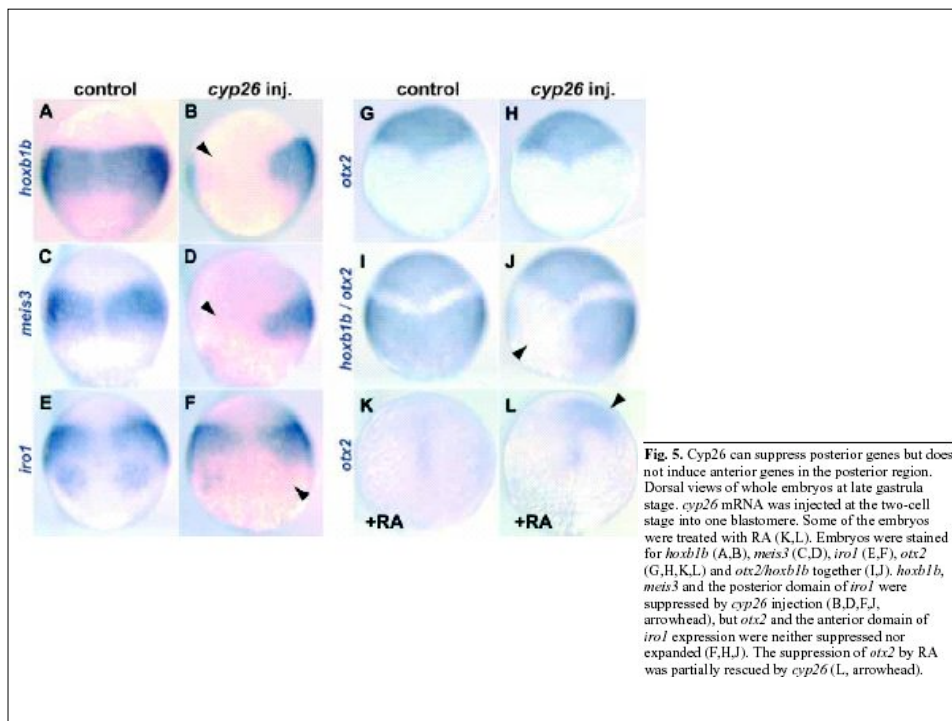 control
cyp26 inj.
control
cyp26 inj.
A
B
G
H
hoxb1b
otx2
C
D
I
J
meis3
hoxb1b / otx2
E
F
K
L
iro1
otx2
+RA
+RA
Fig. 5. Cyp26 can suppress posterior genes but does
not induce anterior genes in the posterior region.
Dorsal views of whole embryos at late gastrula
stage. cyp26 mRNA was injected at the two-cell
stage into one blastomere. Some of the embryos
were treated with RA (K,L). Embryos were stained
for hoxb1b (A,B), meis3 (C,D), iro1 (E,F), otx2
(G,H,K,L) and otx2/hoxb1b together (I,J). hoxb1b,
meis3 and the posterior domain of iro1 were
suppressed by cyp26 injection (B,D,F,J,
arrowhead), but otx2 and the anterior domain of
iro1 expression were neither suppressed nor
expanded (F,H,J). The suppression of otx2 by RA
was partially rescued by cyp26 (L, arrowhead).